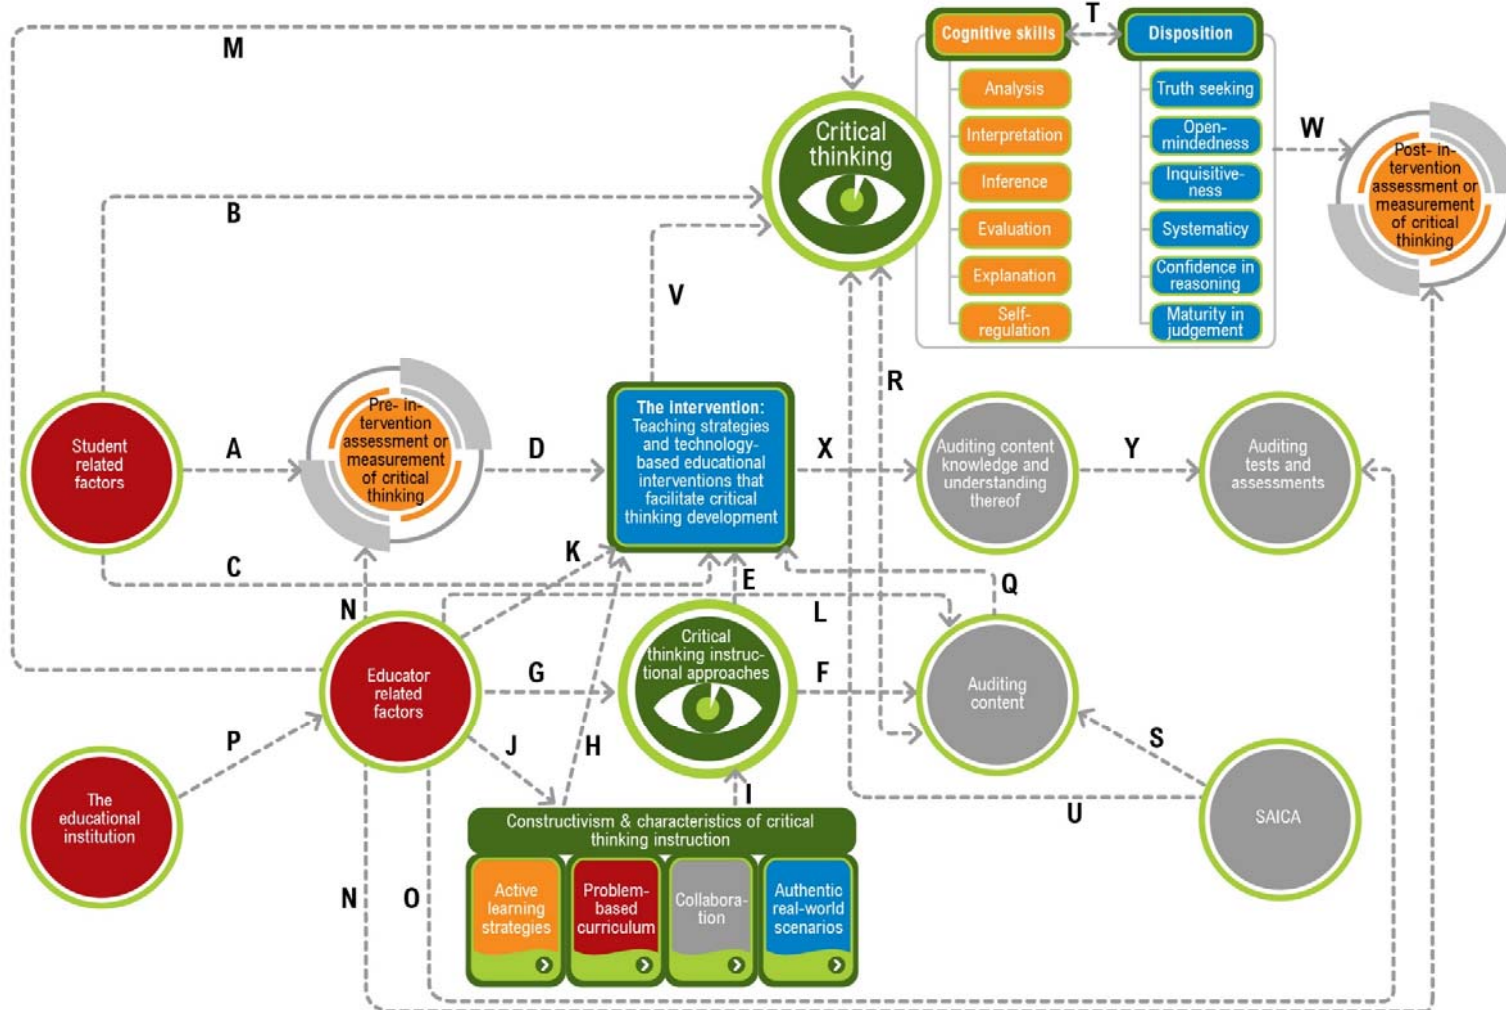 M
T
Cognitive skills
Disposition
Analysis
Interpretation
Inference
Evaluation
Explanation
Self-
regulation
Truth seeking
Open-
mindedness
Inquisitive-
ness
Systematicy
Confidence in
reasoning
Maturity in
judgement
W
Post- in-
tervention
assessment or
measurement
of critical
thinking
Critical
thinking
B
V
R
Student
related
factors
A
Pre- in-
tervention
assessment or
measurement
of critical
thinking
D
The intervention:
Teaching strategies
and technology-
based educational
interventions that
facilitate critical
thinking development
X
Auditing content
knowledge and
understanding
thereof
Y
Auditing
tests and
assessments
C
K
E
Q
N
L
Educator
related
factors
G
Critical
thinking instruc-
tional approaches
F
Auditing
content
P
J
H
I
S
U
The
educational
institution
SAICA
Constructivism & characteristics of critical
thinking instruction
Active
learning
strategies
Problem-
based
curriculum
Collabora-
tion
Authentic
real-world
scenarios
N
O